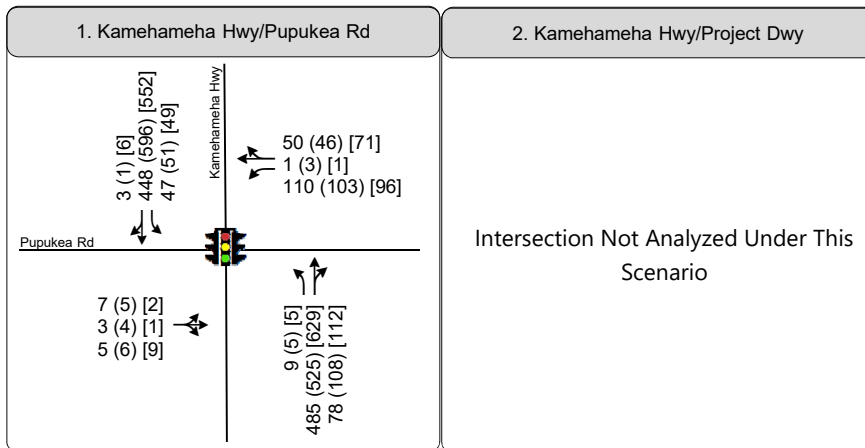 1. Kamehameha Hwy/Pupukea Rd
3 (1) [6]
448 (596) [552]
47 (51) [49]
Kamehameha Hwy
50 (46) [71]
1 (3) [1]
110 (103) [96]
Pupukea Rd
7 (5) [2]
3 (4) [1]
5 (6) [9]
9 (5) [5]
485 (525) [629]
78 (108) [112]
2. Kamehameha Hwy/Project Dwy
Intersection Not Analyzed Under This
Scenario